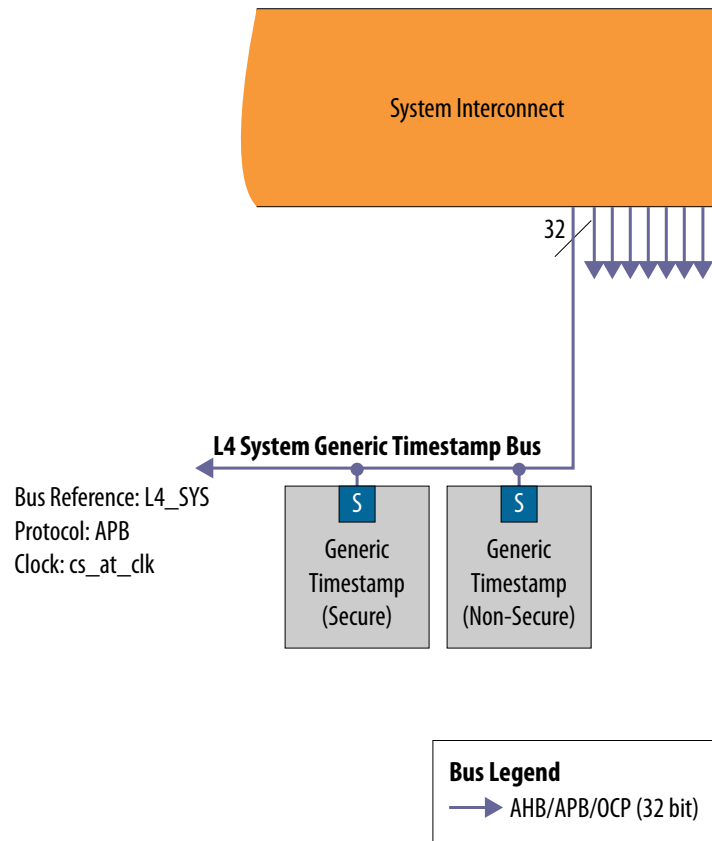 System Interconnect
32
L4 System Generic Timestamp Bus
Bus Reference: L4_SYS
Protocol: APB
Clock: cs_at_clk
S
Generic
Timestamp
(Secure)
S
Generic
Timestamp
(Non-Secure)
Bus Legend
AHB/APB/OCP (32 bit)